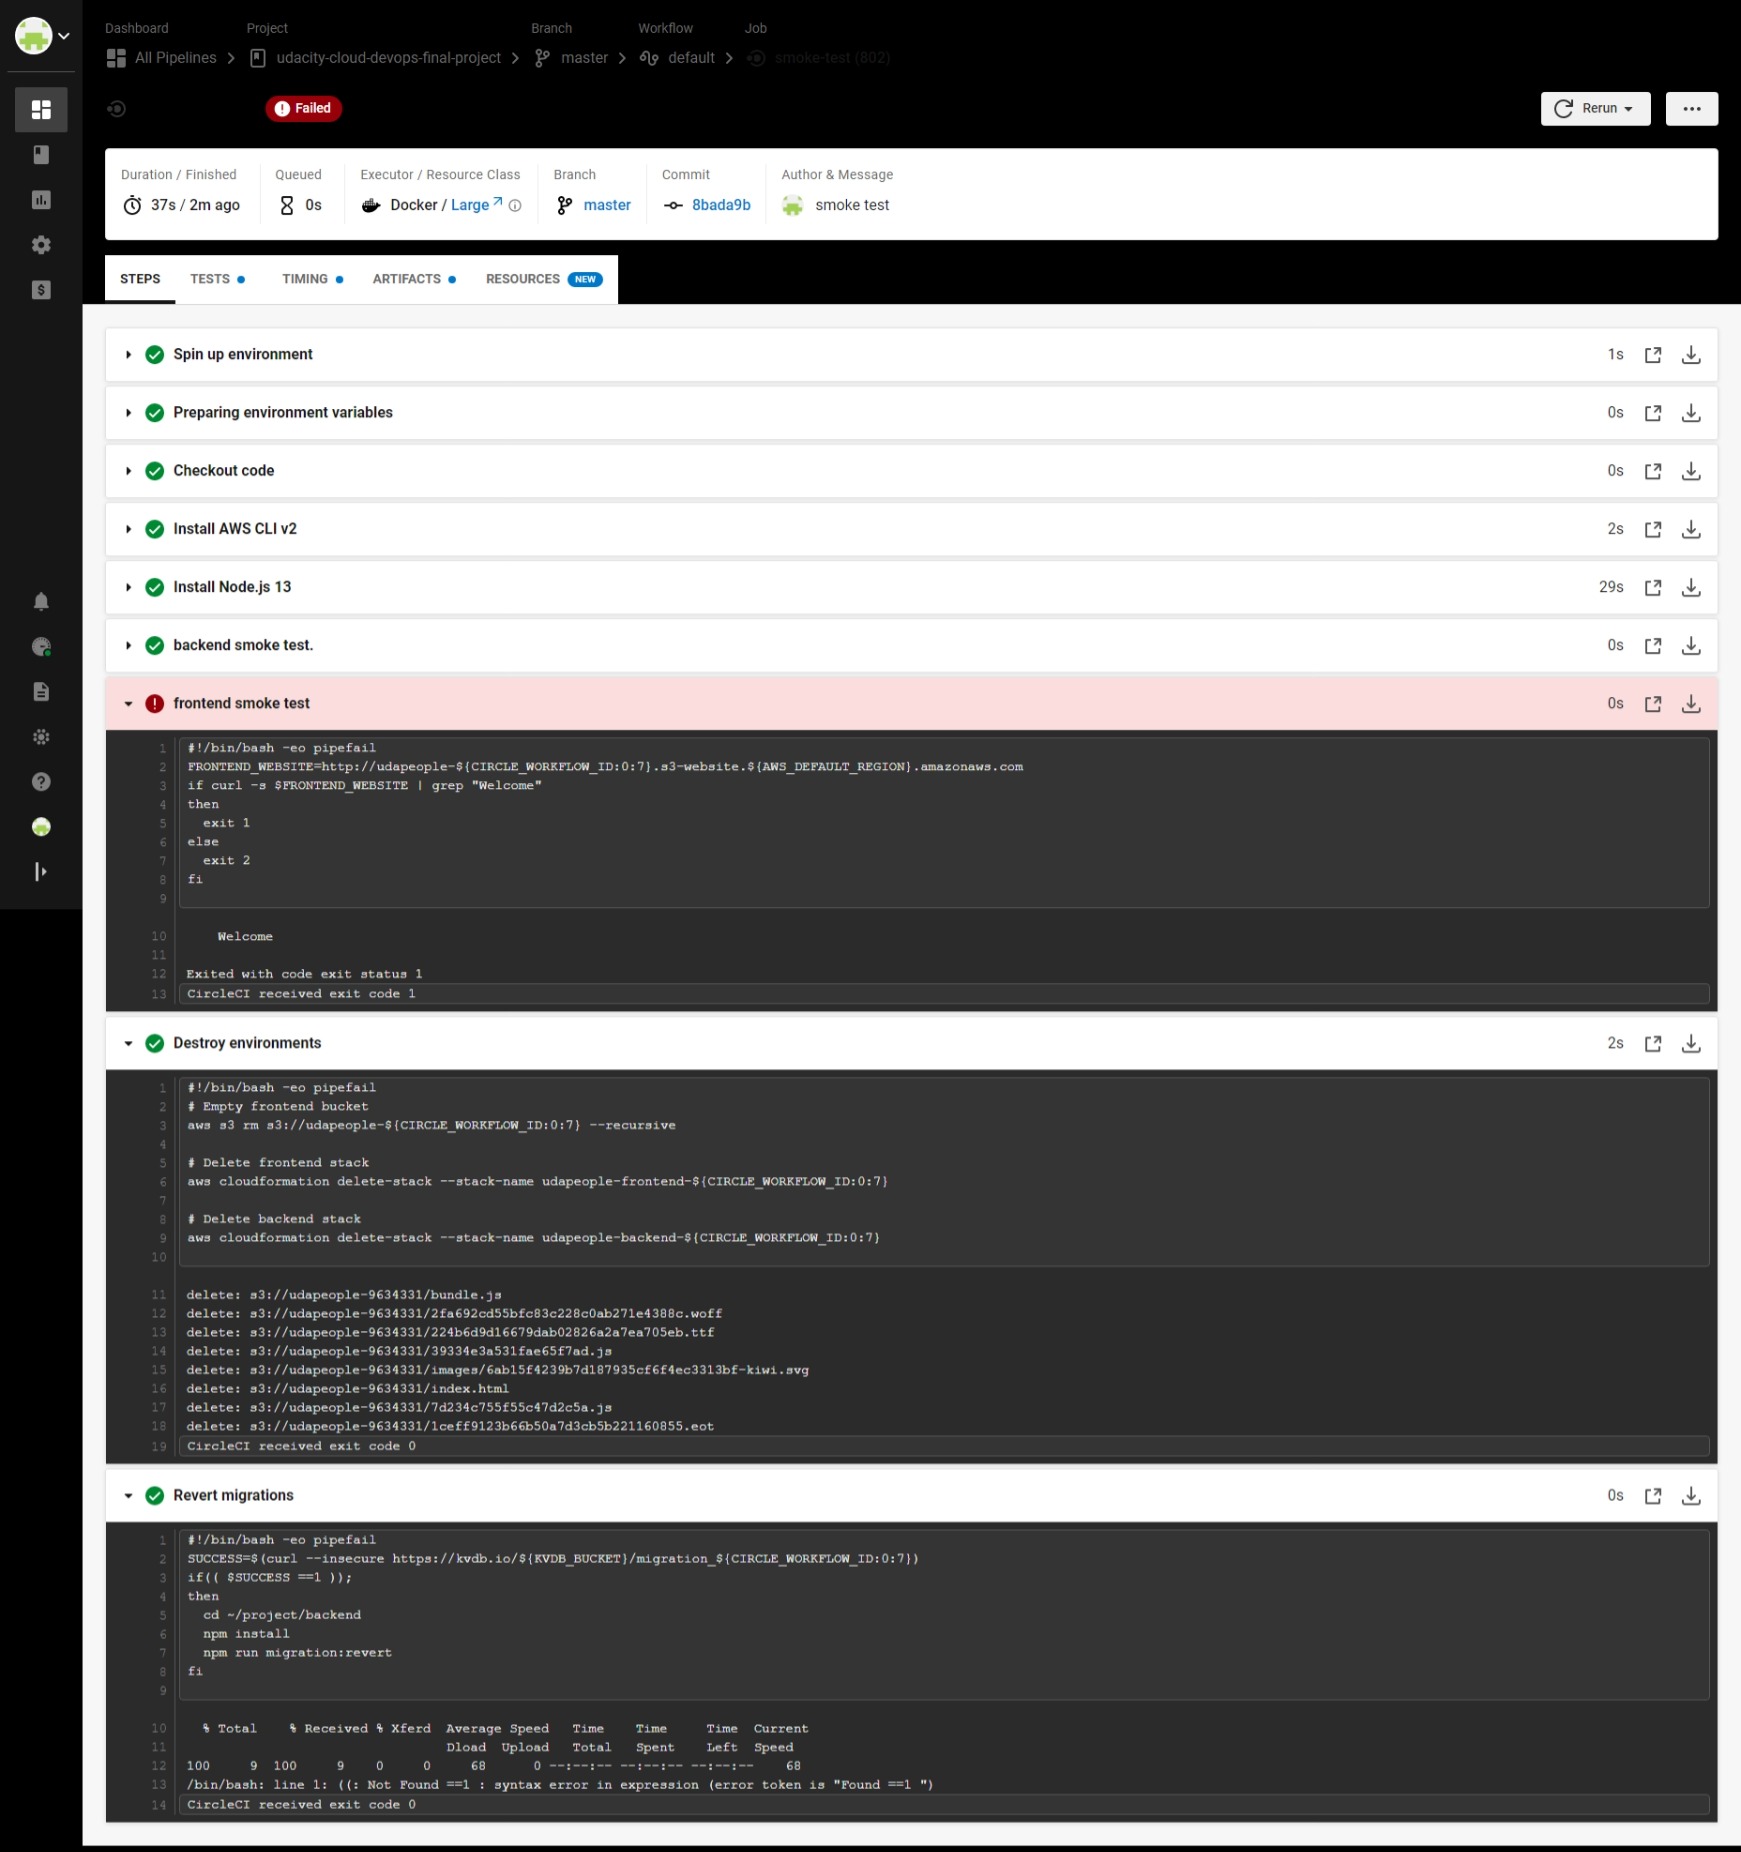 Dashboard Project Branch Workflow Job
All Pipelines udacity-cloud-devops-final-project master default smoke-test (802)
Failed
Rerun
Duration / Finished Queued Executor / Resource Class Branch Commit Author & Message
37s / 2m ago 0s Docker / Large master 8bada9b smoke test
STEPS TESTS TIMING ARTIFACTS RESOURCES NEW
Spin up environment 1s
Preparing environment variables 0s
Checkout code 0s
Install AWS CLI v2 2s
Install Node.js 13 29s
backend smoke test. 0s
frontend smoke test 0s
1 #!/bin/bash -eo pipefail
2 FRONTEND_WEBSITE=http://udapeople-${CIRCLE_WORKFLOW_ID:0:7}.s3-website.${AWS_DEFAULT_REGION}.amazonaws.com
3 if curl -s $FRONTEND_WEBSITE | grep "Welcome"
4 then
5 exit 1
6 else
7 exit 2
8 fi
9
10 Welcome
11
12 Exited with code exit status 1
13 CircleCI received exit code 1
Destroy environments 2s
1 #!/bin/bash -eo pipefail
2 # Empty frontend bucket
3 aws s3 rm s3://udapeople-${CIRCLE_WORKFLOW_ID:0:7} --recursive
4
5 # Delete frontend stack
6 aws cloudformation delete-stack --stack-name udapeople-frontend-${CIRCLE_WORKFLOW_ID:0:7}
7
8 # Delete backend stack
9 aws cloudformation delete-stack --stack-name udapeople-backend-${CIRCLE_WORKFLOW_ID:0:7}
10
11 delete: s3://udapeople-9634331/bundle.js
12 delete: s3://udapeople-9634331/2fa692cd55bfc83c228c0ab271e4388c.woff
13 delete: s3://udapeople-9634331/224b6d9d16679dab02826a2a7ea705eb.ttf
14 delete: s3://udapeople-9634331/39334e3a531fae65f7ad.js
15 delete: s3://udapeople-9634331/images/6ab15f4239b7d187935cf6f4ec3313bf-kiwi.svg
16 delete: s3://udapeople-9634331/index.html
17 delete: s3://udapeople-9634331/7d234c755f55c47d2c5a.js
18 delete: s3://udapeople-9634331/1ceff9123b66b50a7d3cb5b221160855.eot
19 CircleCI received exit code 0
Revert migrations 0s
1 #!/bin/bash -eo pipefail
2 SUCCESS=$(curl --insecure https://kvdb.io/${KVDB_BUCKET}/migration_${CIRCLE_WORKFLOW_ID:0:7})
3 if(( $SUCCESS ==1 ));
4 then
5 cd ~/project/backend
6 npm install
7 npm run migration:revert
8 fi
9
10 % Total % Received % Xferd Average Speed Time Time Time Current
11 Dload Upload Total Spent Left Speed
12 100 9 100 9 0 0 68 0 --:--:-- --:--:-- --:--:-- 68
13 /bin/bash: line 1: ((: Not Found ==1 : syntax error in expression (error token is "Found ==1 ")
14 CircleCI received exit code 0